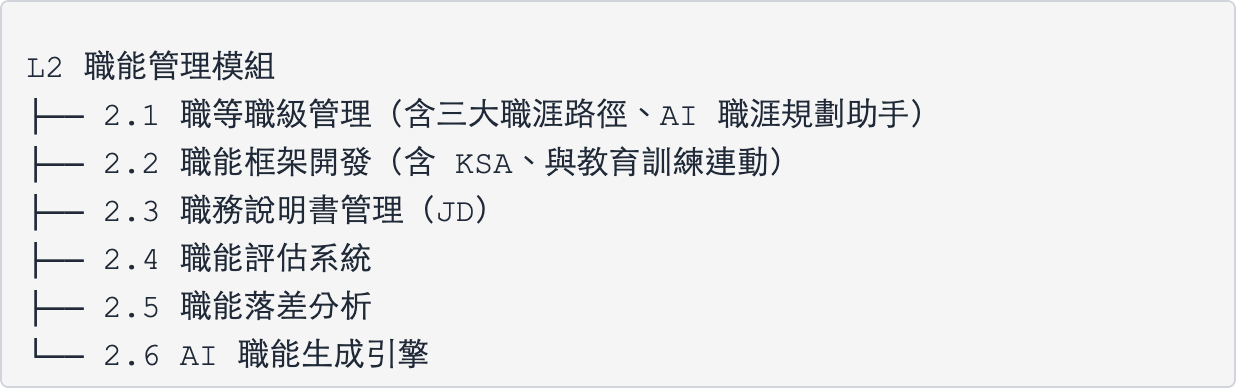 L2 職能管理模組
├── 2.1 職等職級管理（含三大職涯路徑、AI 職涯規劃助手）
├── 2.2 職能框架開發（含 KSA、與教育訓練連動）
├── 2.3 職務說明書管理（JD）
├── 2.4 職能評估系統
├── 2.5 職能落差分析
└── 2.6 AI 職能生成引擎